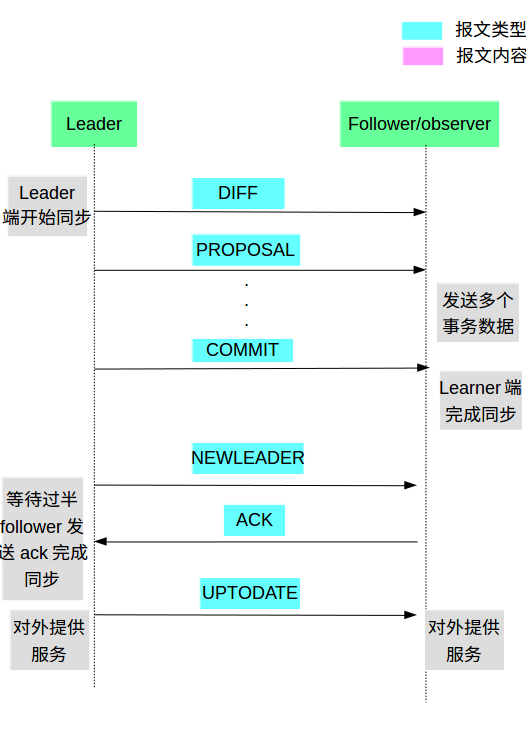 报文类型
报文内容
Leader
Follower/observer
Leader
端开始同步
DIFF
PROPOSAL
发送多个
事务数据
COMMIT
Learner 端
完成同步
NEWLEADER
等待过半
follower 发
送 ack 完成
同步
ACK
UPTODATE
对外提供
服务
对外提供
服务